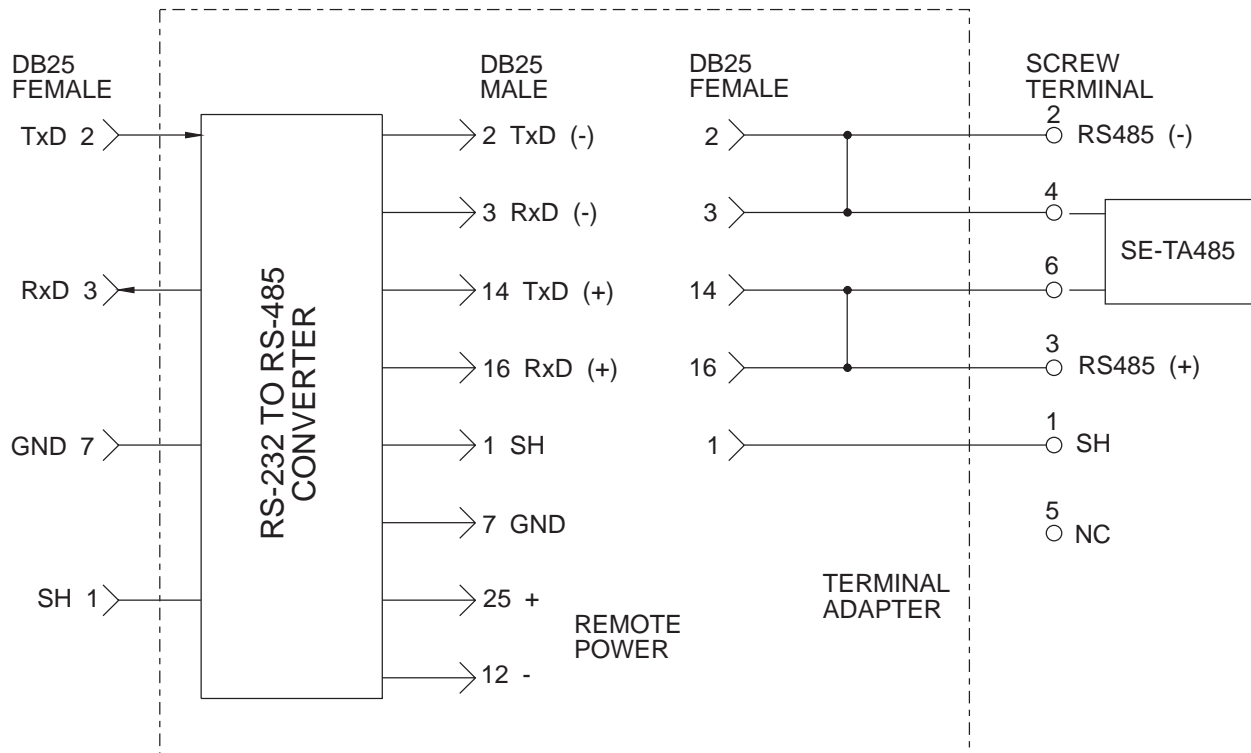 DB25
FEMALE
TxD 2
RxD 3
GND 7
SH 1
RS-232 TO RS-485
CONVERTER
DB25
MALE
2 TxD (-)
3 RxD (-)
14 TxD (+)
16 RxD (+)
1 SH
7 GND
25 +
12 -
REMOTE
POWER
DB25
FEMALE
2
3
14
16
1
TERMINAL
ADAPTER
SCREW
TERMINAL
2
RS485 (-)
4
6
SE-TA485
3
RS485 (+)
1
SH
5
NC